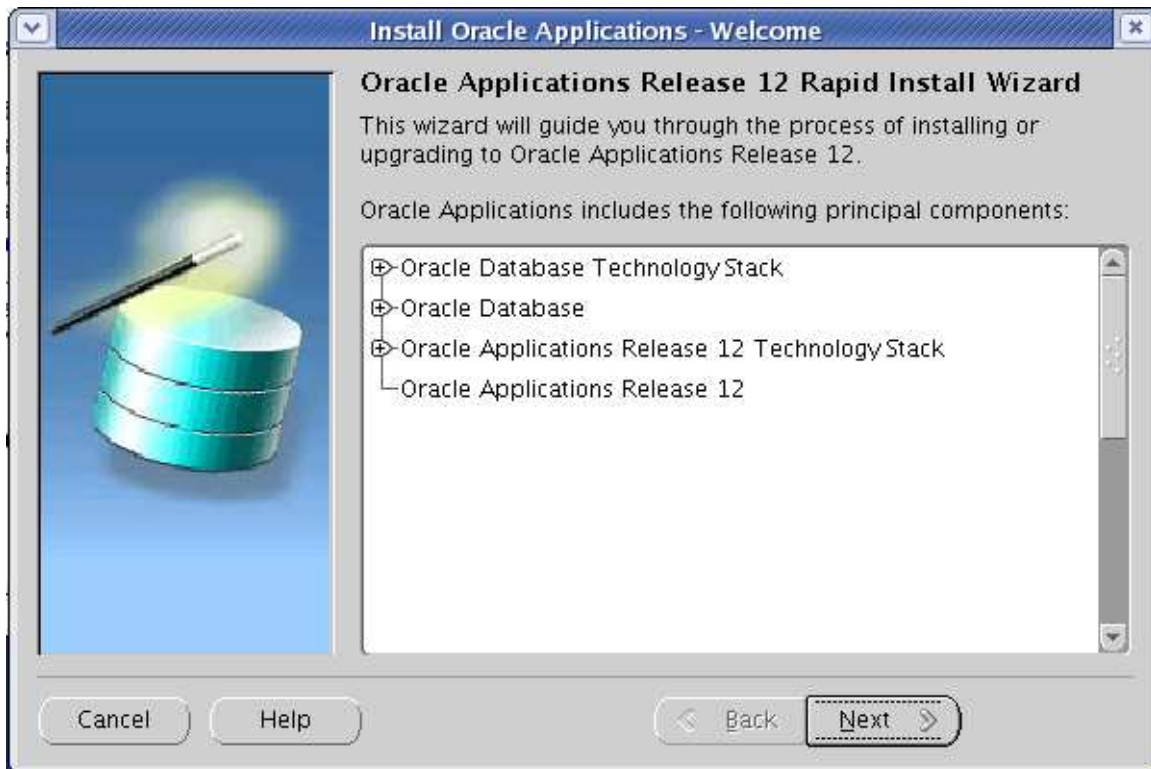 Install Oracle Applications - Welcome
Oracle Applications Release 12 Rapid Install Wizard
This wizard will guide you through the process of installing or
upgrading to Oracle Applications Release 12.
Oracle Applications includes the following principal components:
Oracle Database Technology Stack
Oracle Database
Oracle Applications Release 12 Technology Stack
Oracle Applications Release 12
Cancel Help Back Next